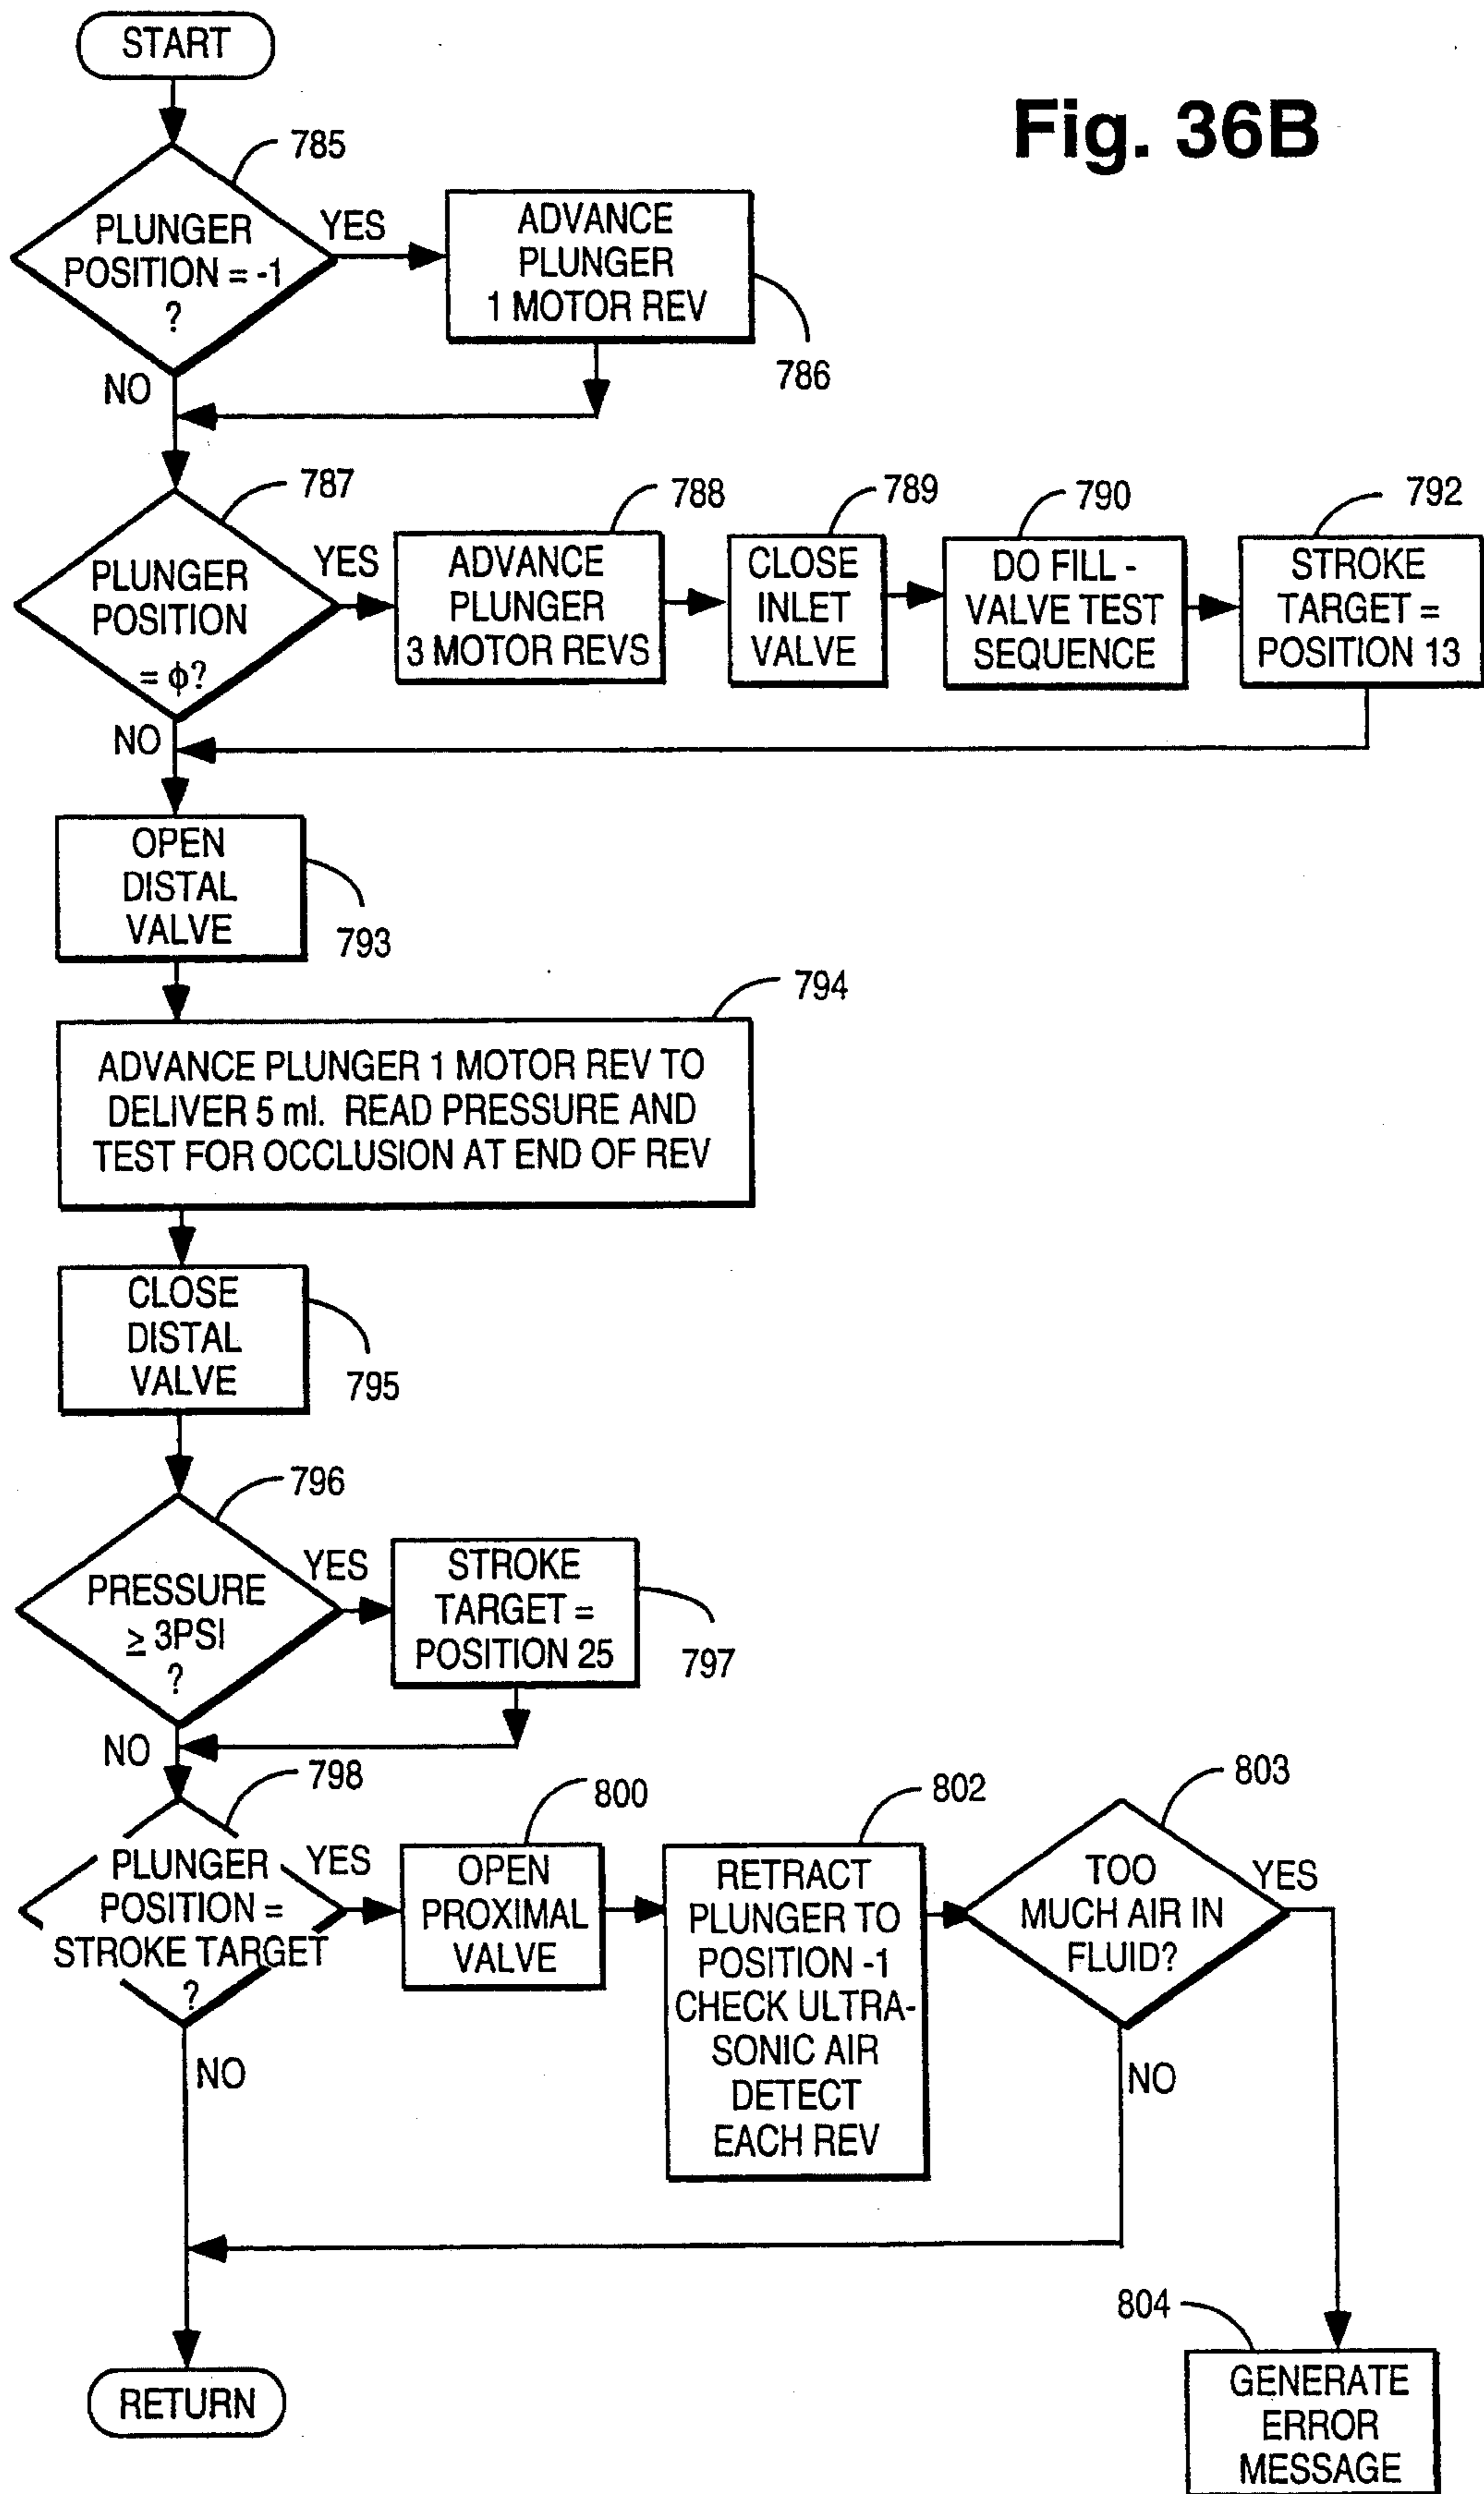 START
Fig. 36B
785
PLUNGER
POSITION = -1
?
YES
ADVANCE
PLUNGER
1 MOTOR REV
786
NO
787
PLUNGER
POSITION
= ϕ?
YES
788
ADVANCE
PLUNGER
3 MOTOR REVS
789
CLOSE
INLET
VALVE
790
DO FILL -
VALVE TEST
SEQUENCE
792
STROKE
TARGET =
POSITION 13
NO
OPEN
DISTAL
VALVE
793
794
ADVANCE PLUNGER 1 MOTOR REV TO
DELIVER 5 ml. READ PRESSURE AND
TEST FOR OCCLUSION AT END OF REV
CLOSE
DISTAL
VALVE
795
796
PRESSURE
≥ 3PSI
?
YES
STROKE
TARGET =
POSITION 25
797
NO
798
PLUNGER
POSITION =
STROKE TARGET
?
YES
800
OPEN
PROXIMAL
VALVE
802
RETRACT
PLUNGER TO
POSITION -1
CHECK ULTRA-
SONIC AIR
DETECT
EACH REV
803
TOO
MUCH AIR IN
FLUID?
YES
NO
NO
804
GENERATE
ERROR
MESSAGE
RETURN